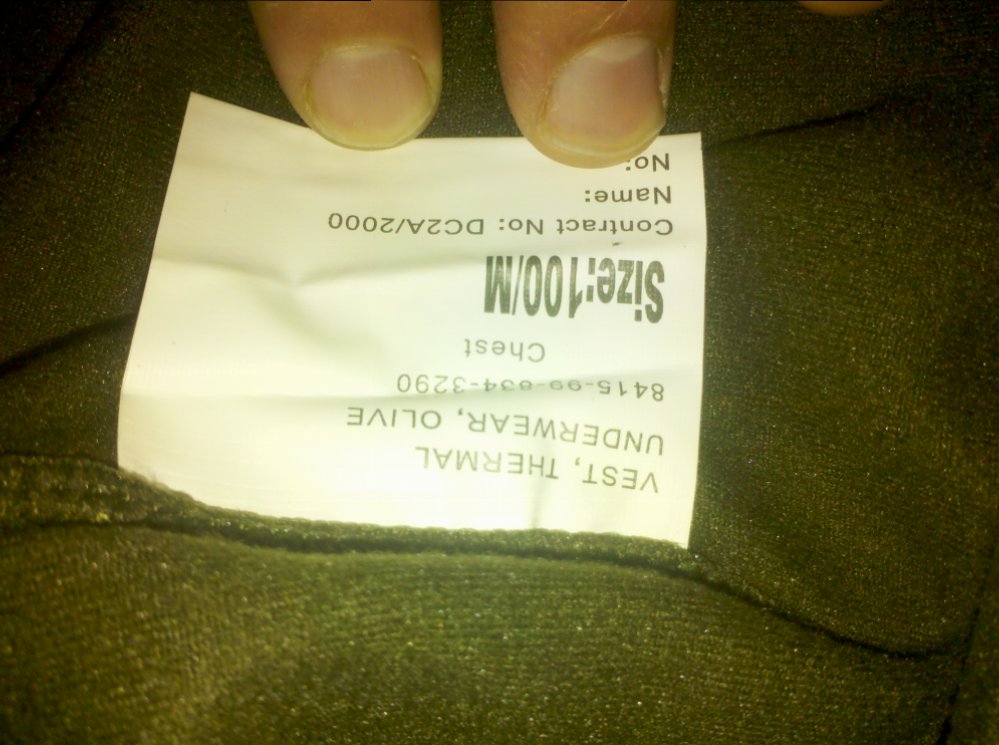 VEST, THERMAL
UNDERWEAR, OLIVE
8415-99-834-3290
Chest
Size:100/M
Contract No: DC2A/2000
Name:
No: